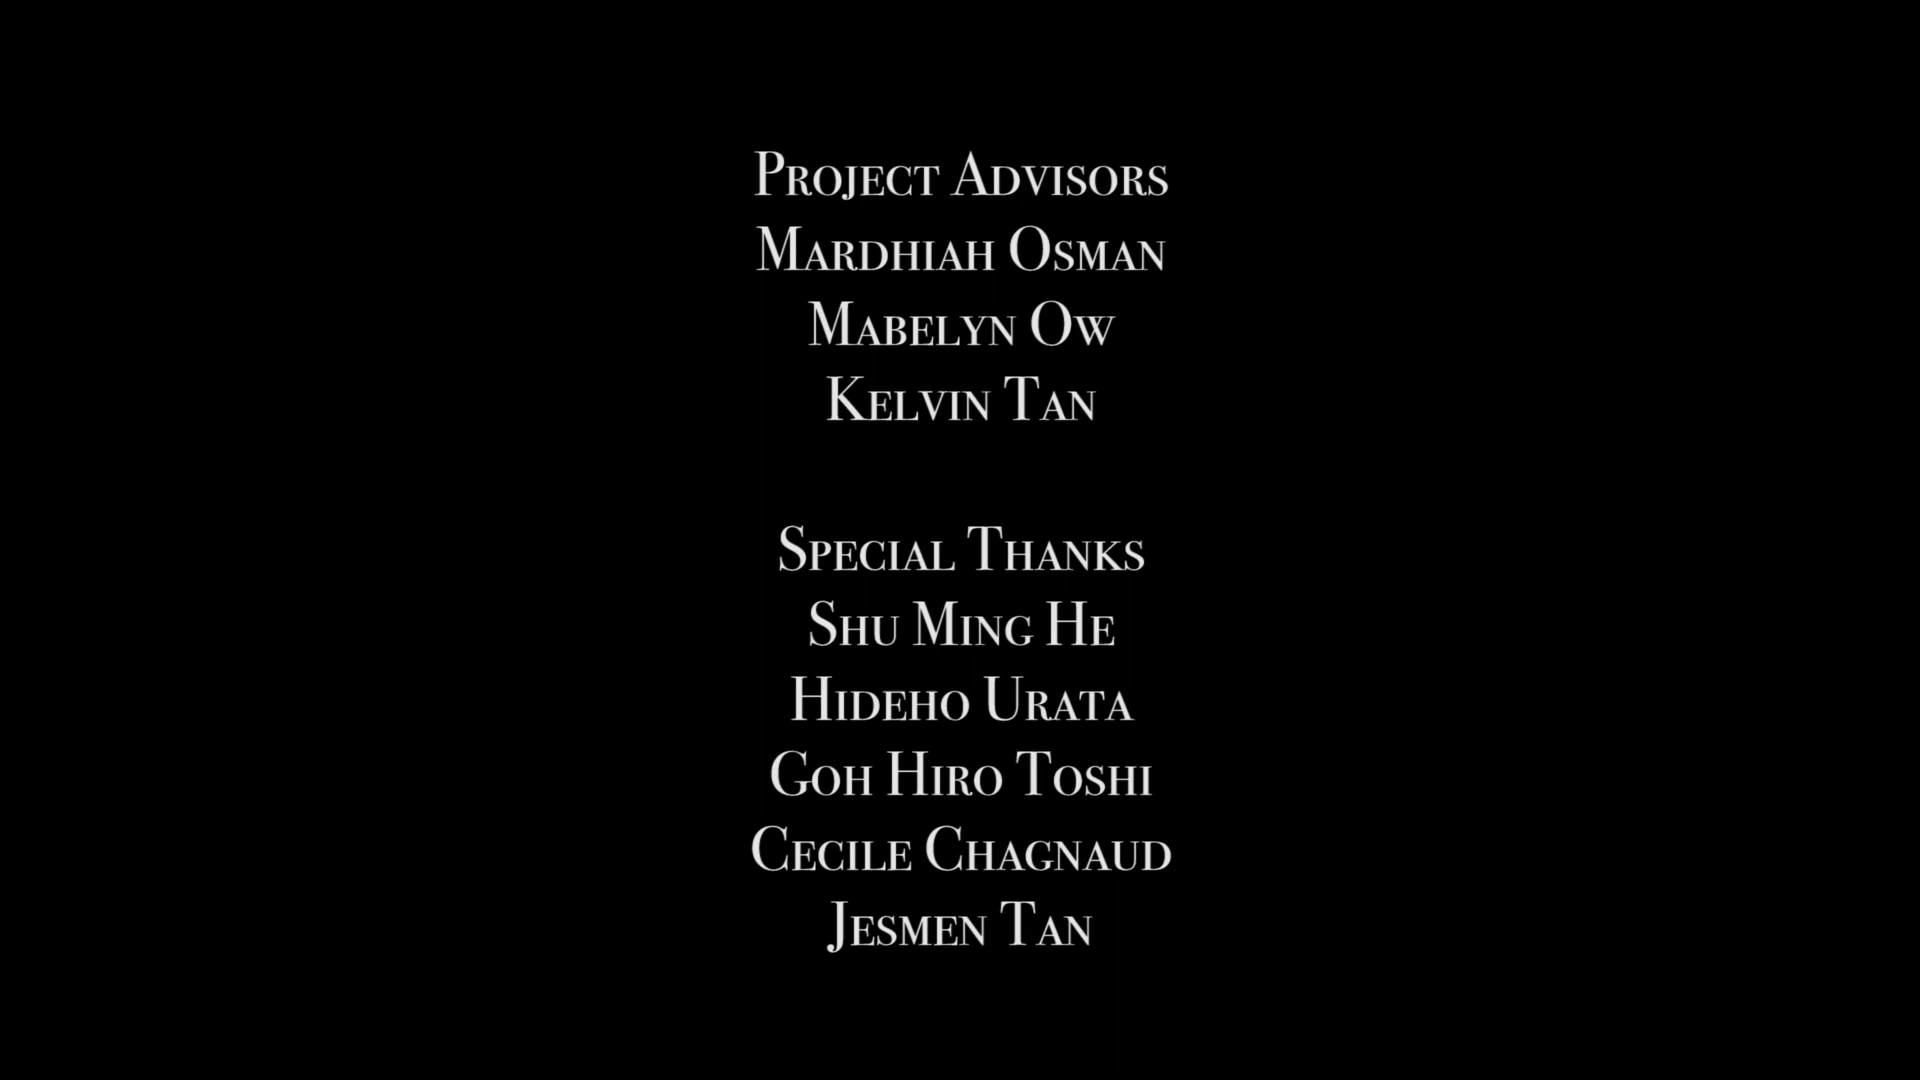 Project Advisors
Mardhiah Osman
Mabelyn Ow
Kelvin Tan
Special Thanks
Shu Ming He
Hideho Urata
Goh Hiro Toshi
Cecile Chagnaud
Jesmen Tan